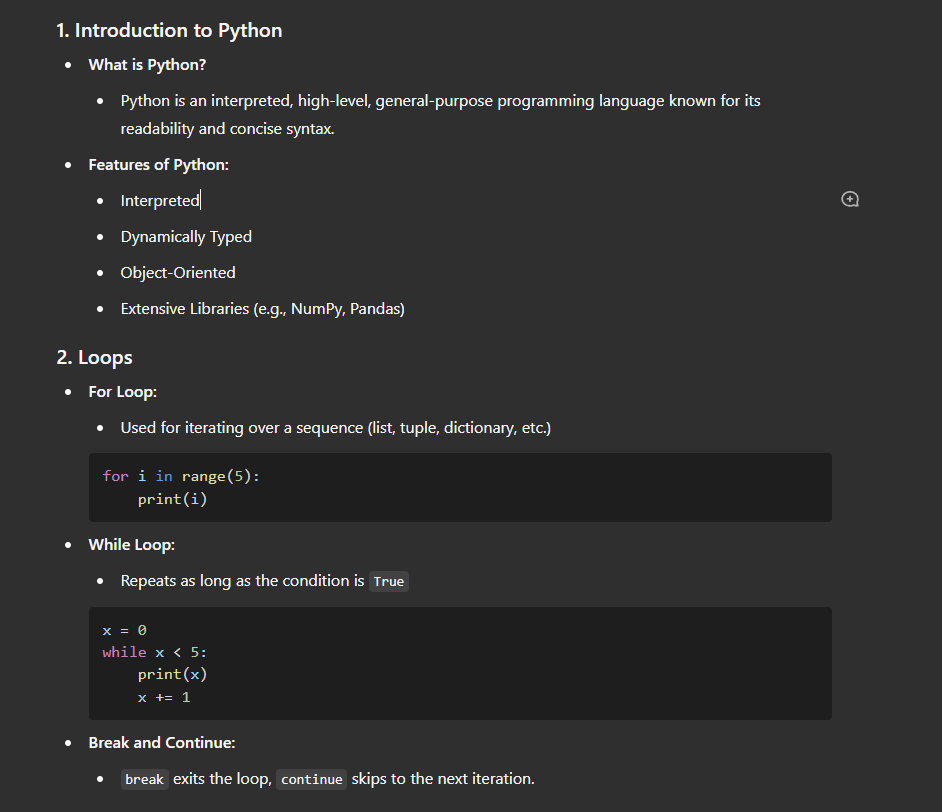 1. Introduction to Python
• What is Python?
• Python is an interpreted, high-level, general-purpose programming language known for its
readability and concise syntax.
• Features of Python:
• Interpreted
• Dynamically Typed
• Object-Oriented
• Extensive Libraries (e.g., NumPy, Pandas)
2. Loops
• For Loop:
• Used for iterating over a sequence (list, tuple, dictionary, etc.)
for i in range(5):
    print(i)
• While Loop:
• Repeats as long as the condition is True
x = 0
while x < 5:
    print(x)
    x += 1
• Break and Continue:
• break exits the loop, continue skips to the next iteration.